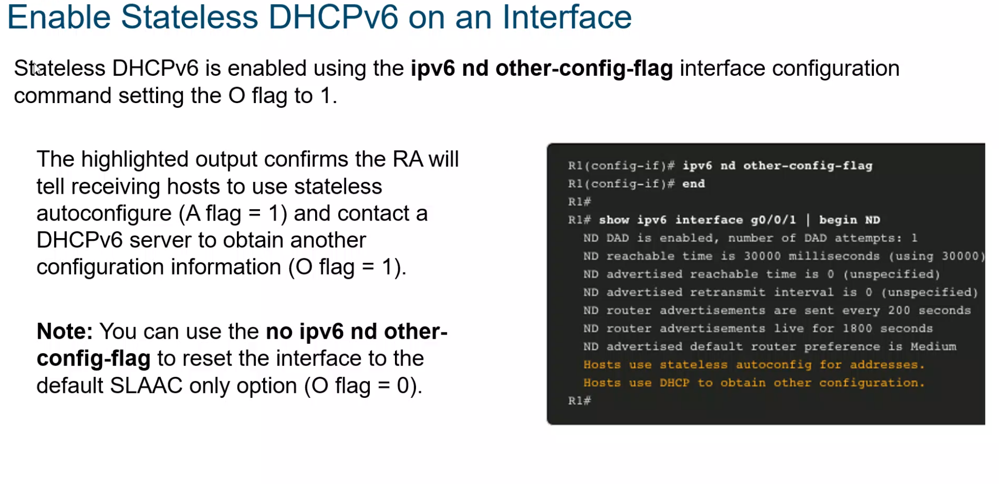 Enable Stateless DHCPv6 on an Interface
Stateless DHCPv6 is enabled using the ipv6 nd other-config-flag interface configuration
command setting the O flag to 1.
The highlighted output confirms the RA will
tell receiving hosts to use stateless
autoconfigure (A flag = 1) and contact a
DHCPv6 server to obtain another
configuration information (O flag = 1).
Note: You can use the no ipv6 nd other-
config-flag to reset the interface to the
default SLAAC only option (O flag = 0).
R1(config-if)# ipv6 nd other-config-flag
R1(config-if)# end
R1#
R1# show ipv6 interface g0/0/1 | begin ND
ND DAD is enabled, number of DAD attempts: 1
ND reachable time is 30000 milliseconds (using 30000)
ND advertised reachable time is 0 (unspecified)
ND advertised retransmit interval is 0 (unspecified)
ND router advertisements are sent every 200 seconds
ND router advertisements live for 1800 seconds
ND advertised default router preference is Medium
Hosts use stateless autoconfig for addresses.
Hosts use DHCP to obtain other configuration.
R1#